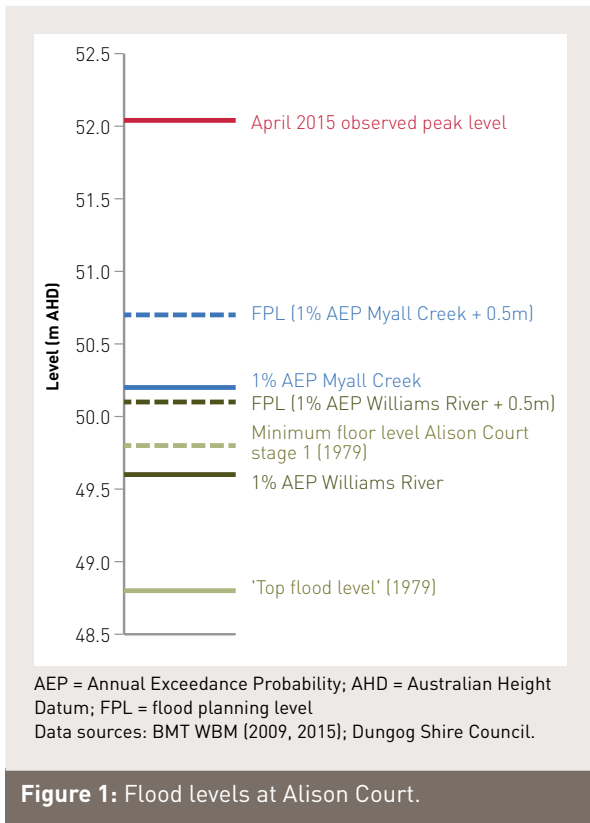 52.5
April 2015 observed peak level
52.0
51.5
51.0
Level (m AHD)
FPL (1% AEP Myall Creek + 0.5m)
50.5
1% AEP Myall Creek
FPL (1% AEP Williams River + 0.5m)
50.0
Minimum floor level Alison Court
stage 1 (1979)
49.5
1% AEP Williams River
49.0
'Top flood level' (1979)
48.5
AEP = Annual Exceedance Probability; AHD = Australian Height
Datum; FPL = flood planning level
Data sources: BMT WBM (2009, 2015); Dungog Shire Council.
Figure 1: Flood levels at Alison Court.